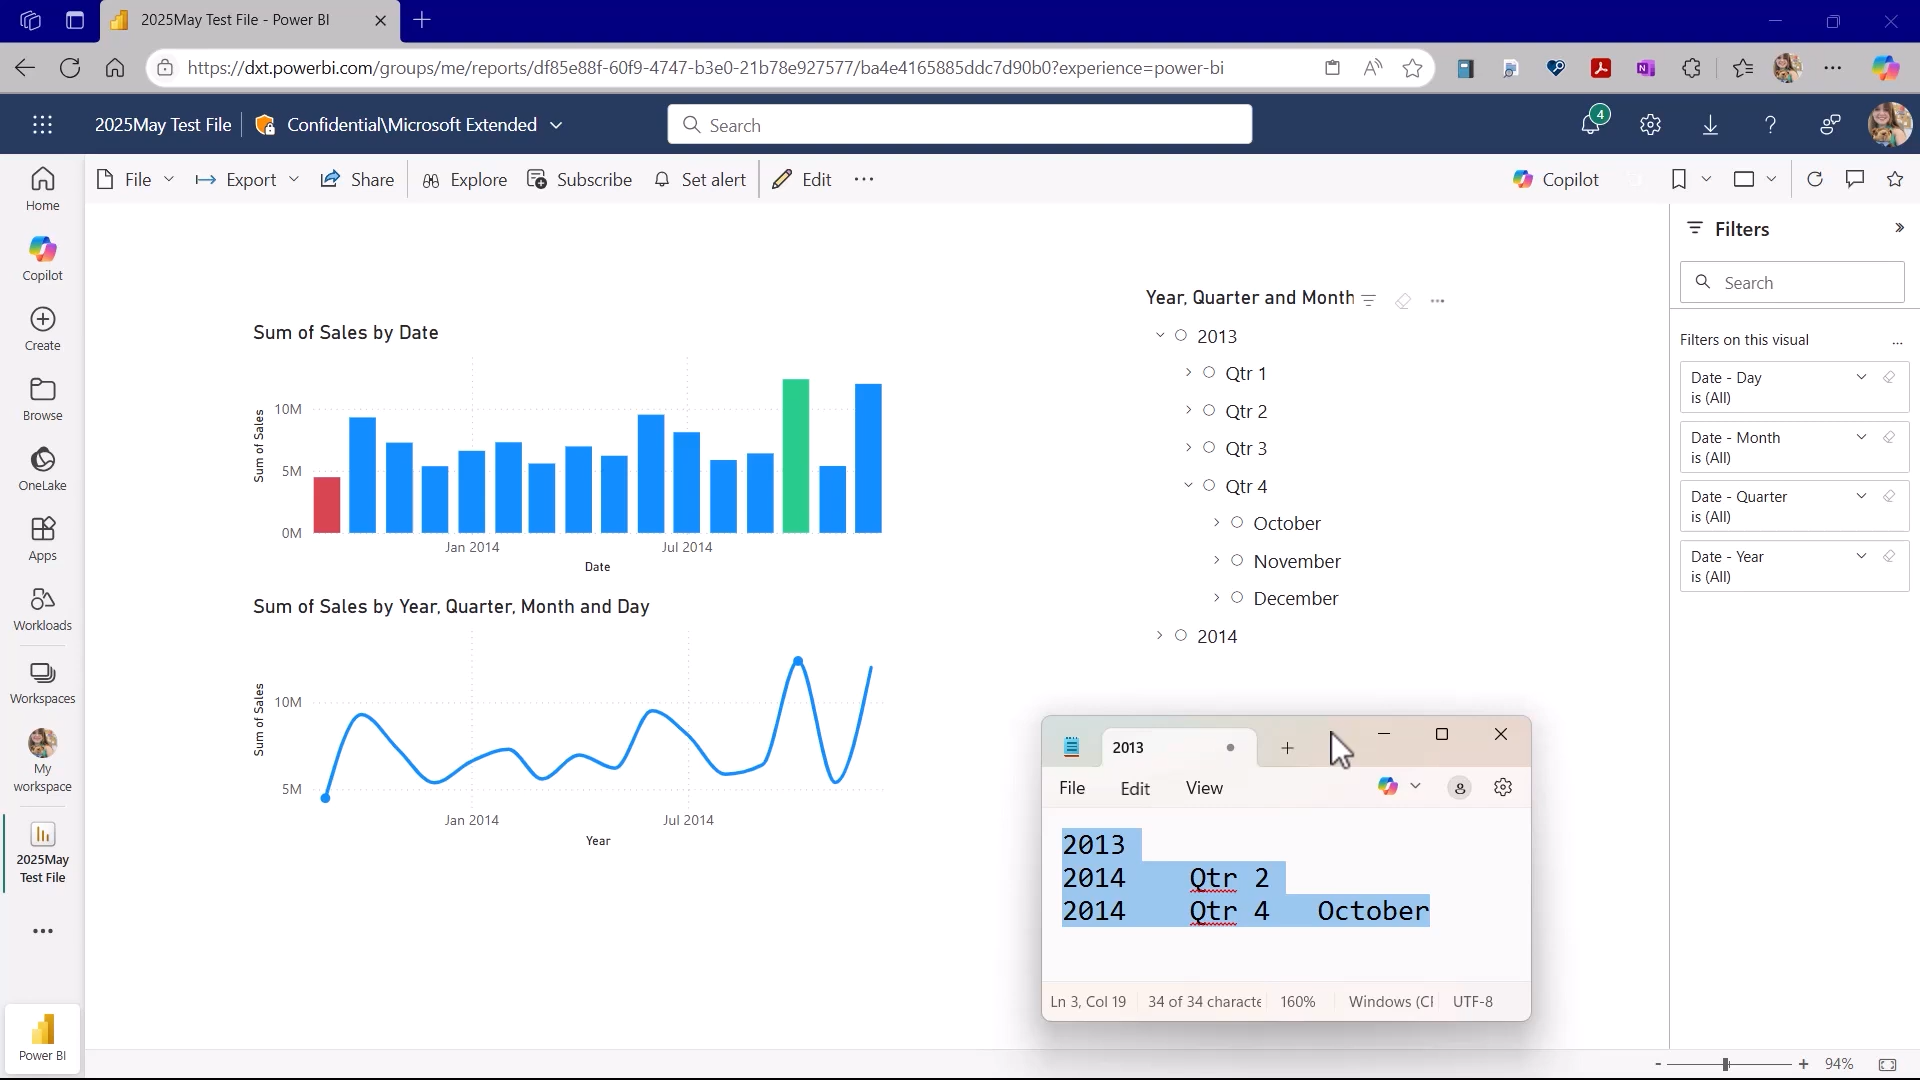 2025May Test File - Power BI
https://dxt.powerbi.com/groups/me/reports/df85e88f-60f9-4747-b3e0-21b78e927577/ba4e4165885ddc7d90b0?experience=power-bi
2025May Test File
Confidential\Microsoft Extended
Search
4
File
Export
Share
Explore
Subscribe
Set alert
Edit
Copilot
Home
Copilot
Create
Browse
OneLake
Apps
Workloads
Workspaces
My workspace
2025May Test File
Power BI
Sum of Sales by Date
Sum of Sales
10M
5M
0M
Jan 2014
Jul 2014
Date
Sum of Sales by Year, Quarter, Month and Day
Sum of Sales
10M
5M
Jan 2014
Jul 2014
Year
Year, Quarter and Month
2013
Qtr 1
Qtr 2
Qtr 3
Qtr 4
October
November
December
2014
2013
File
Edit
View
2013
2014 Qtr 2
2014 Qtr 4 October
Ln 3, Col 19
34 of 34 characte
160%
Windows (CI
UTF-8
Filters
Search
Filters on this visual
Date - Day
is (All)
Date - Month
is (All)
Date - Quarter
is (All)
Date - Year
is (All)
- + 94%